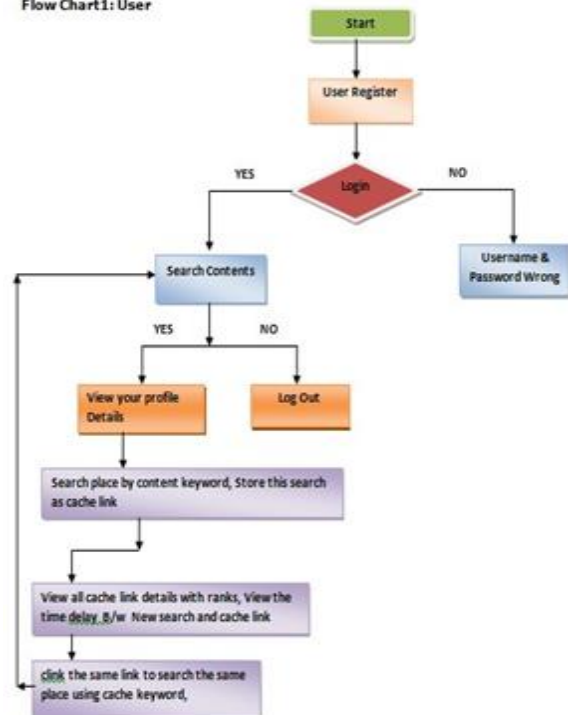 Flow Chart1: User
Start
User Register
Login
YES
NO
Search Contents
Username &
Password Wrong
YES
NO
View your profile
Details
Log Out
Search place by content keyword, Store this search
as cache link
View all cache link details with ranks, View the
time delay B/w New search and cache link
clink the same link to search the same
place using cache keyword,